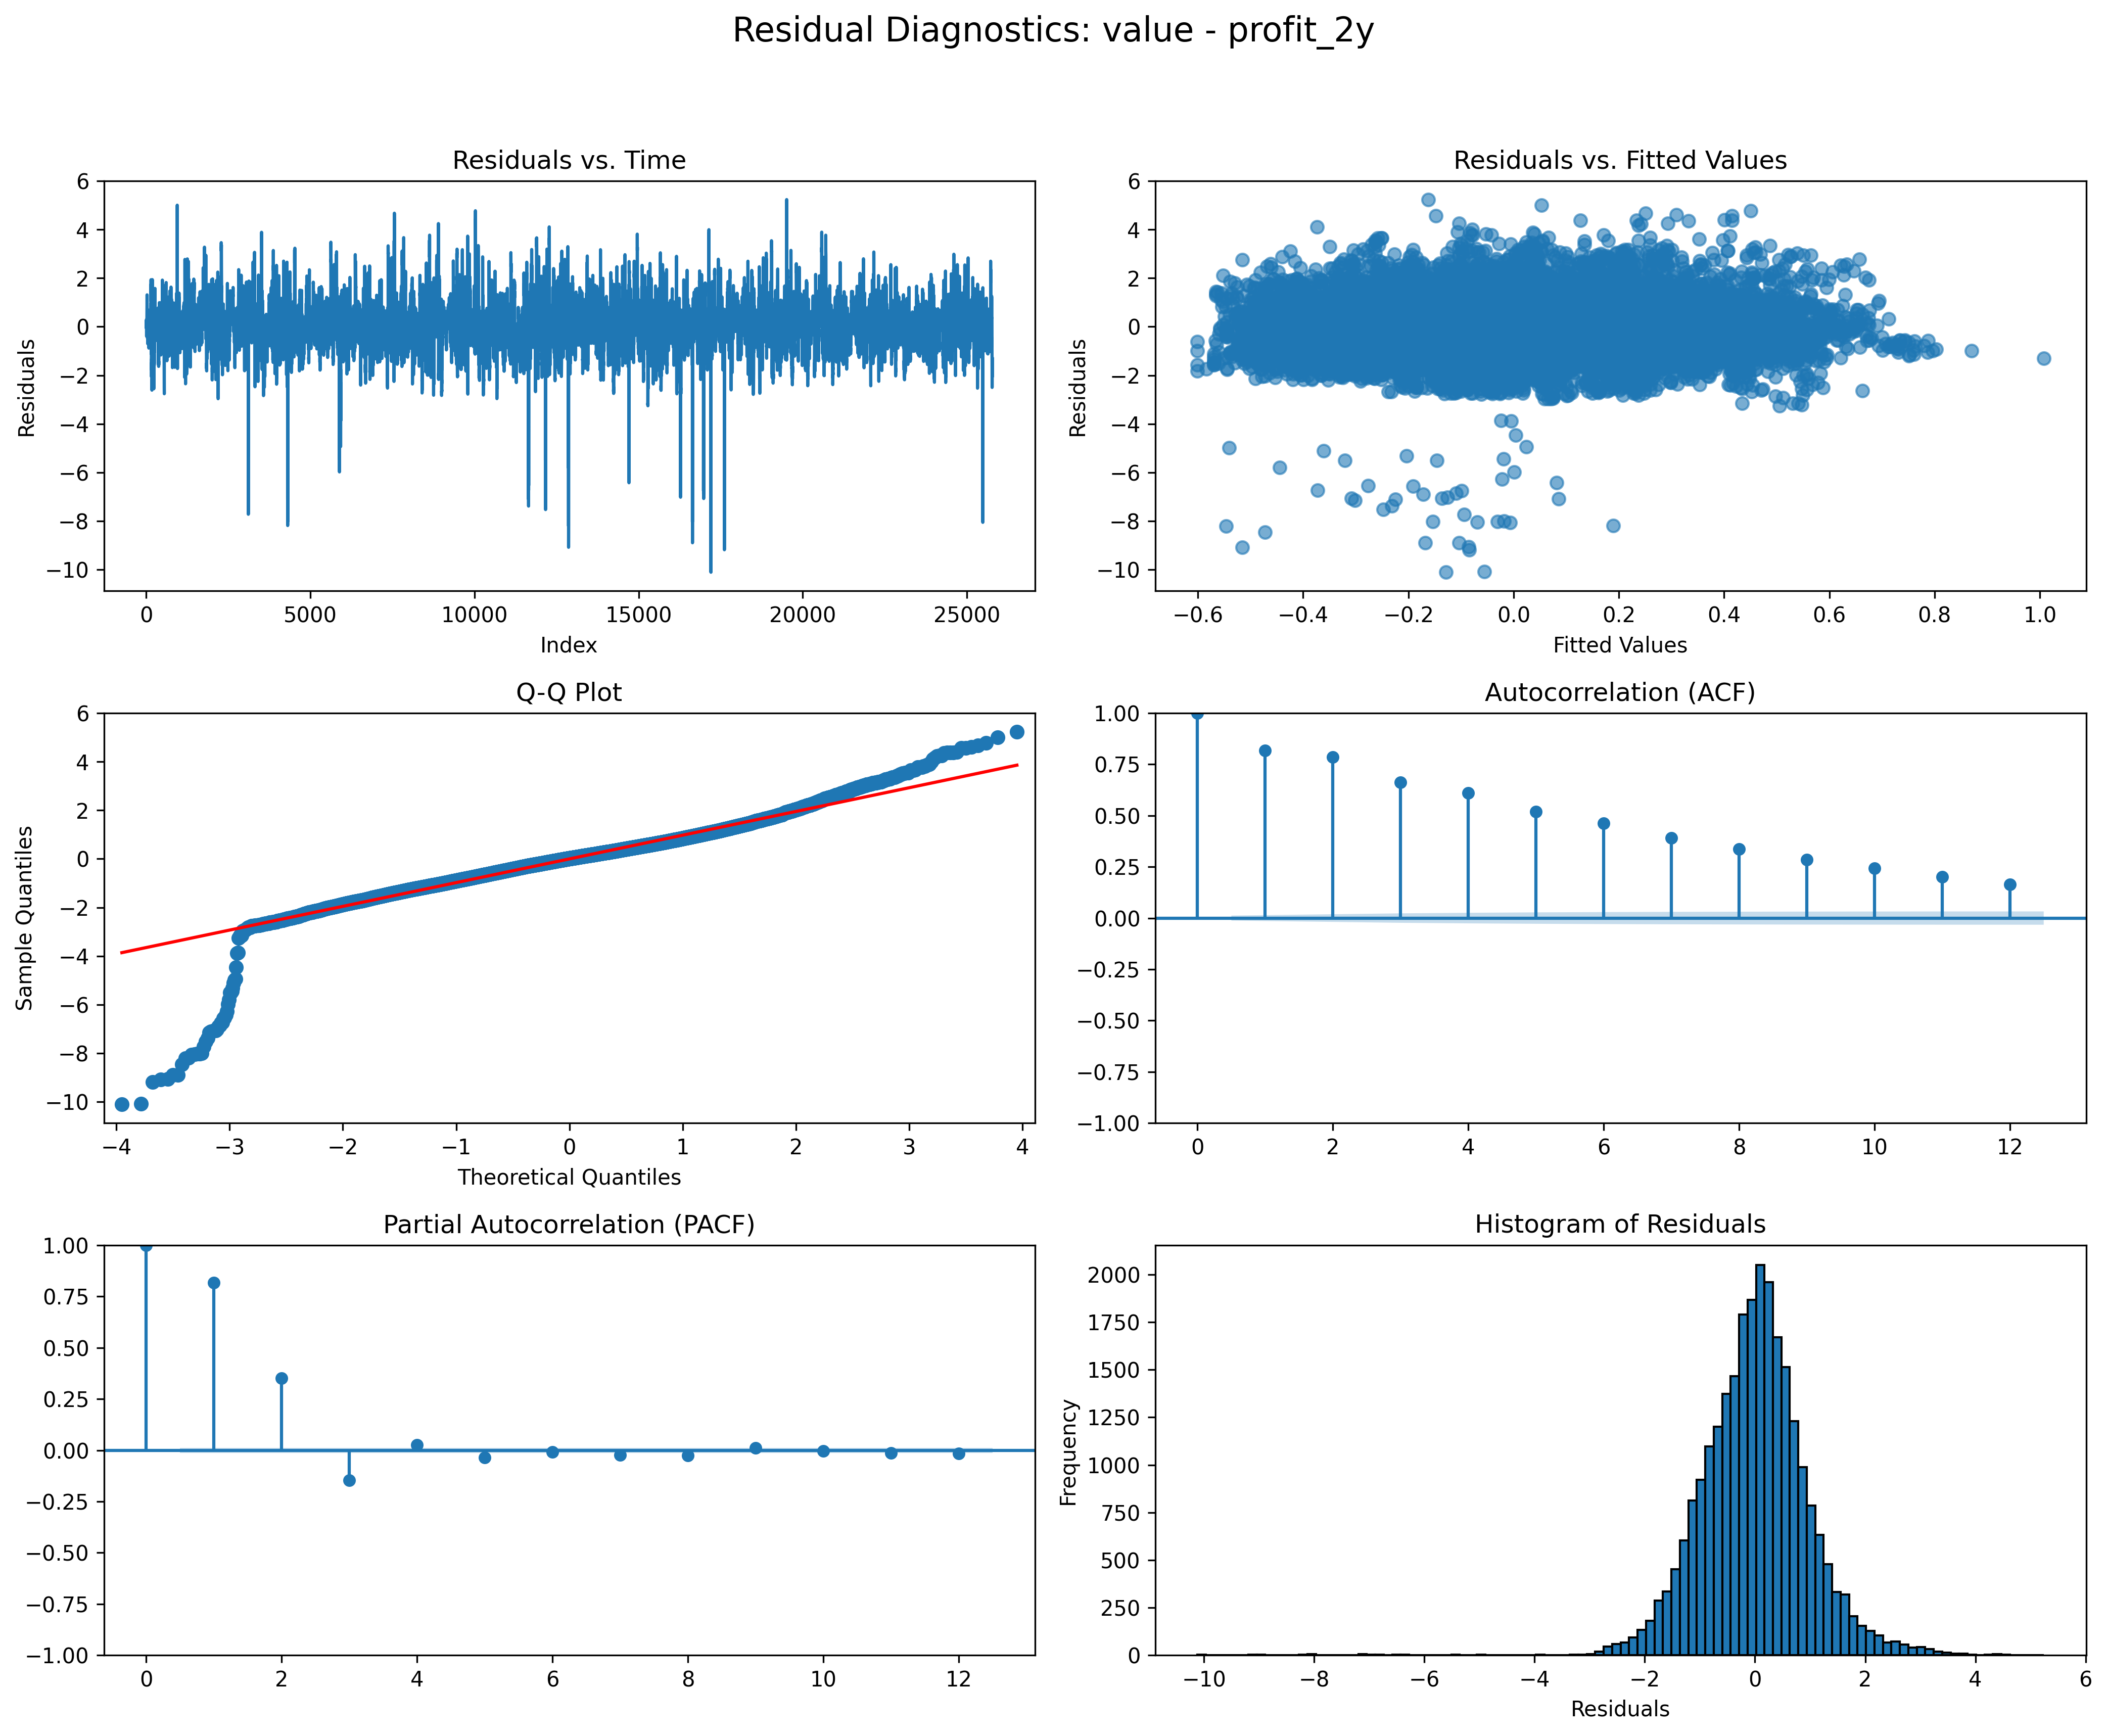 Residual Diagnostics: value - profit_2y
Residuals vs. Time
6
4
2
0
−2
−4
−6
−8
−10
Residuals
0 5000 10000 15000 20000 25000
Index
Residuals vs. Fitted Values
6
4
2
0
−2
−4
−6
−8
−10
Residuals
−0.6 −0.4 −0.2 0.0 0.2 0.4 0.6 0.8 1.0
Fitted Values
Q-Q Plot
6
4
2
0
−2
−4
−6
−8
−10
Sample Quantiles
−4 −3 −2 −1 0 1 2 3 4
Theoretical Quantiles
Autocorrelation (ACF)
1.00
0.75
0.50
0.25
0.00
−0.25
−0.50
−0.75
−1.00
0 2 4 6 8 10 12
Partial Autocorrelation (PACF)
1.00
0.75
0.50
0.25
0.00
−0.25
−0.50
−0.75
−1.00
0 2 4 6 8 10 12
Histogram of Residuals
2000
1750
1500
1250
1000
750
500
250
0
Frequency
−10 −8 −6 −4 −2 0 2 4 6
Residuals